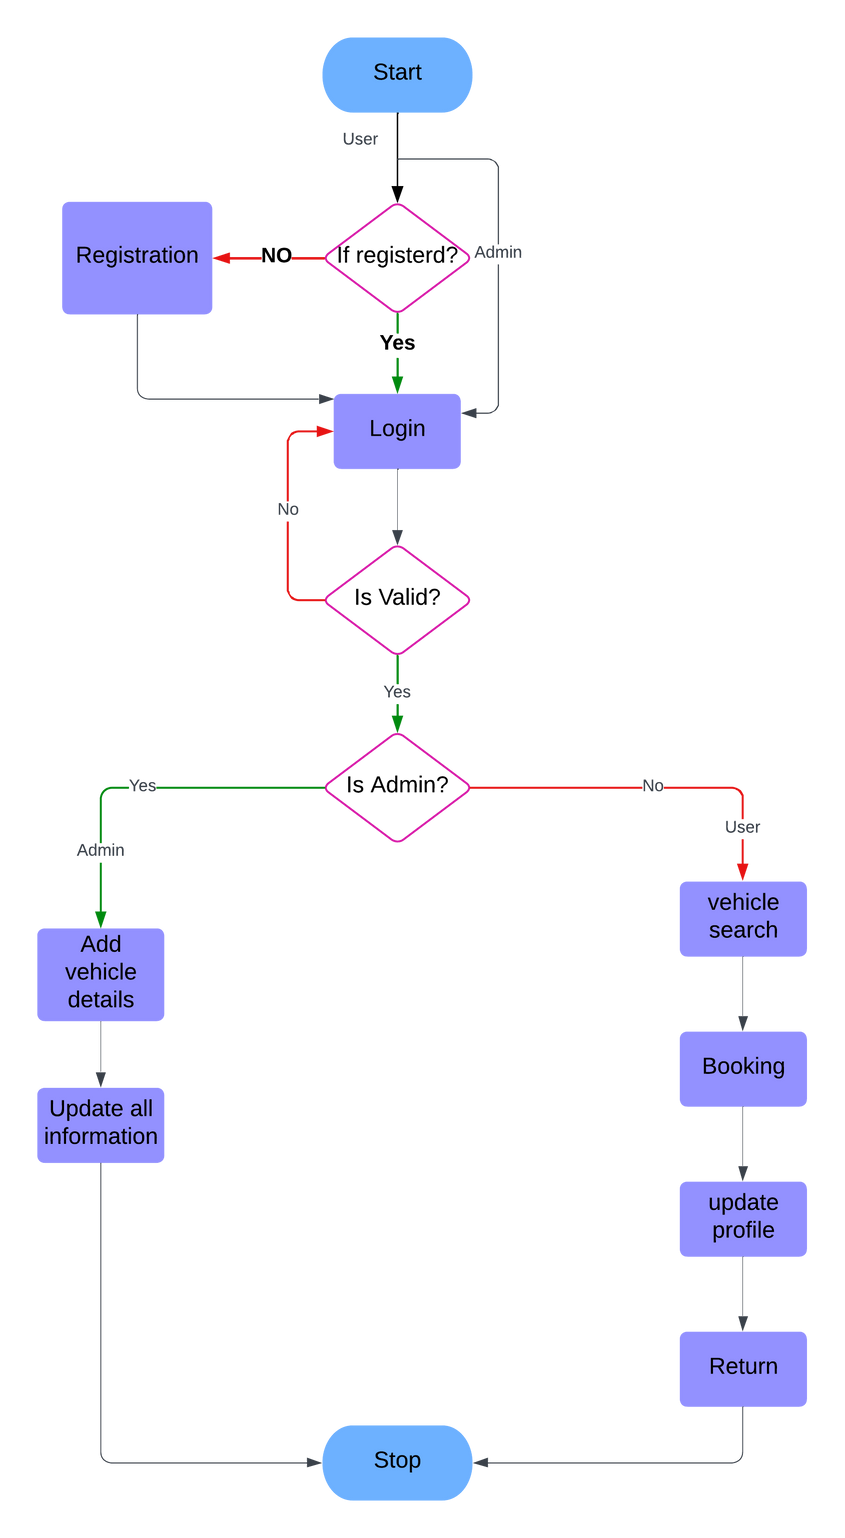 Start
User
Registration
NO
If registerd?
Admin
Yes
Login
No
Is Valid?
Yes
Yes
Is Admin?
No
User
Admin
vehicle
search
Add
vehicle
details
Booking
Update all
information
update
profile
Return
Stop